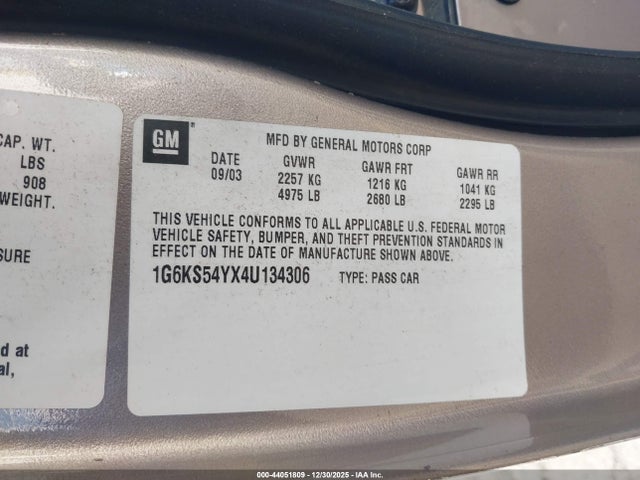 CAP. WT.
LBS
908
WEIGHT.
SURE
d at
al,
GM
MFD BY GENERAL MOTORS CORP
DATE GVWR GAWR FRT GAWR RR
09/03 2257 KG 1216 KG 1041 KG
4975 LB 2680 LB 2295 LB
THIS VEHICLE CONFORMS TO ALL APPLICABLE U.S. FEDERAL MOTOR
VEHICLE SAFETY, BUMPER, AND THEFT PREVENTION STANDARDS IN
EFFECT ON THE DATE OF MANUFACTURE SHOWN ABOVE.
1G6KS54YX4U134306 TYPE: PASS CAR
000-44051809 - 12/30/2025 - IAA Inc.